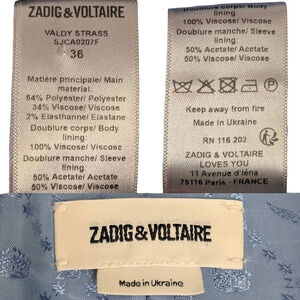 ZADIG & VOLTAIRE
VALDY STRASS
SJCA0207F
36
Matière principale/Main
material:
64% Polyester/Polyester
34% Viscose/Viscose
2% Elasthanne/Elastane
Doublure corps/Body
lining:
100% Viscose/Viscose
Doublure manche/Sleeve
lining:
50% Acetate/Acetate
50% Viscose/Viscose
Doublure corps/Body
lining:
100% Viscose/Viscose
Doublure manche/Sleeve
lining:
50% Acetate/Acetate
50% Viscose/Viscose
Keep away from fire
Made in Ukraine
RN 116 202
ZADIG & VOLTAIRE
LOVES YOU
11 Avenue d'Iéna
75116 Paris - FRANCE
ZADIG & VOLTAIRE
Made in Ukraine